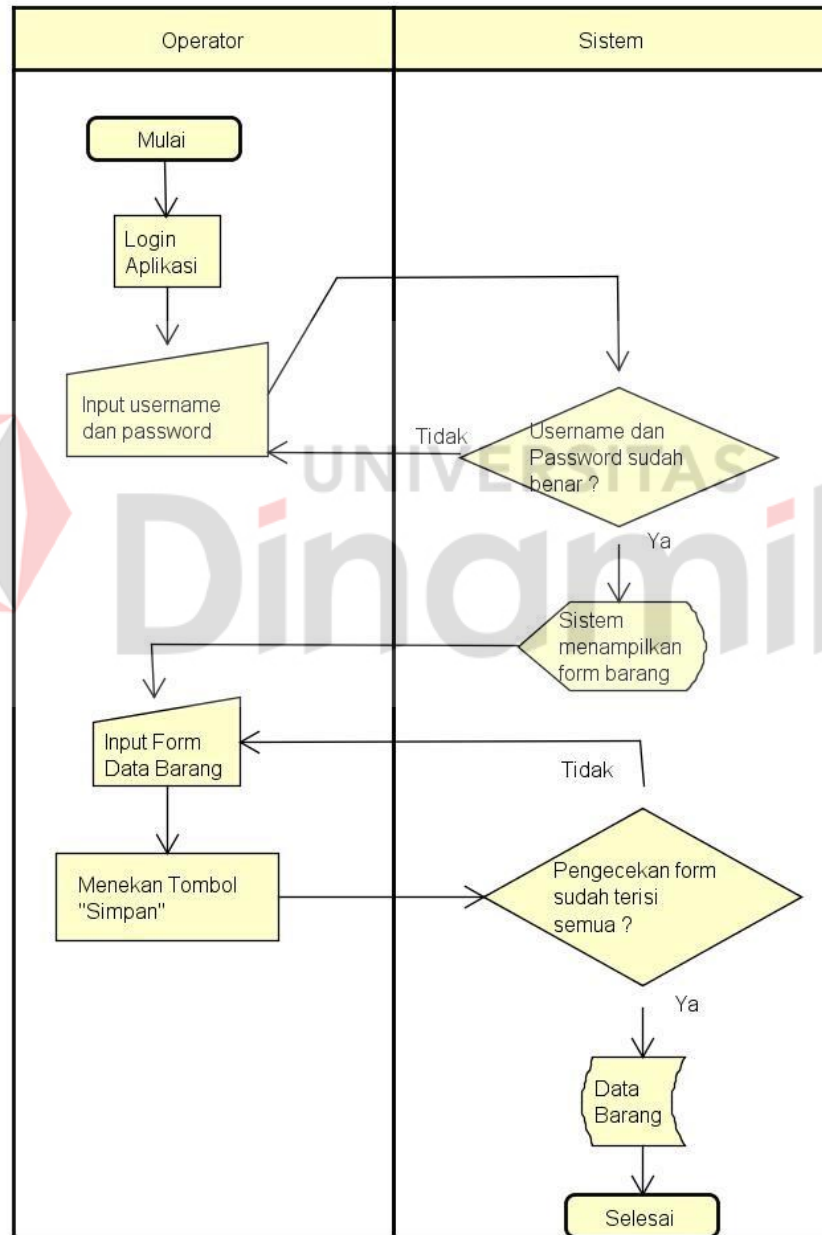 Operator
Sistem
Mulai
Login
Aplikasi
Input username
dan password
Tidak
Username dan
Password sudah
benar ?
UNIVERSITAS
Dinamik
Ya
Sistem
menampilkan
form barang
Input Form
Data Barang
Tidak
Menekan Tombol
"Simpan"
Pengecekan form
sudah terisi
semua ?
Ya
Data
Barang
Selesai